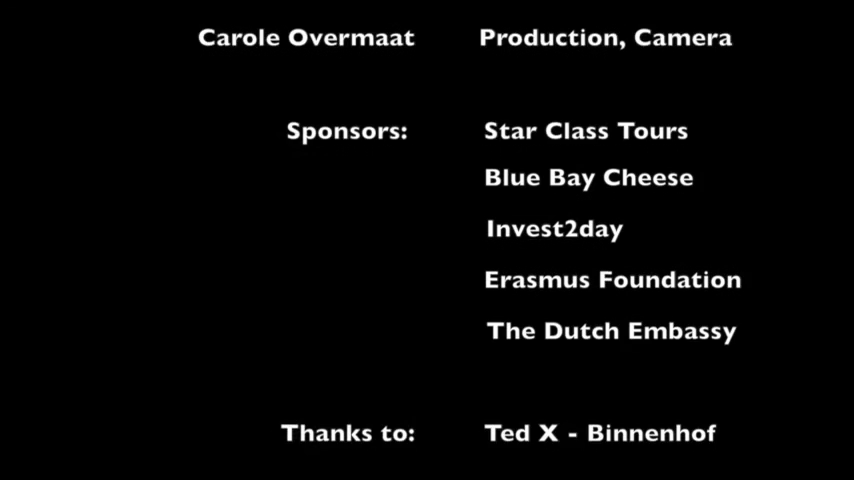 Carole Overmaat Production, Camera
Sponsors: Star Class Tours
Blue Bay Cheese
Invest2day
Erasmus Foundation
The Dutch Embassy
Thanks to: Ted X - Binnenhof